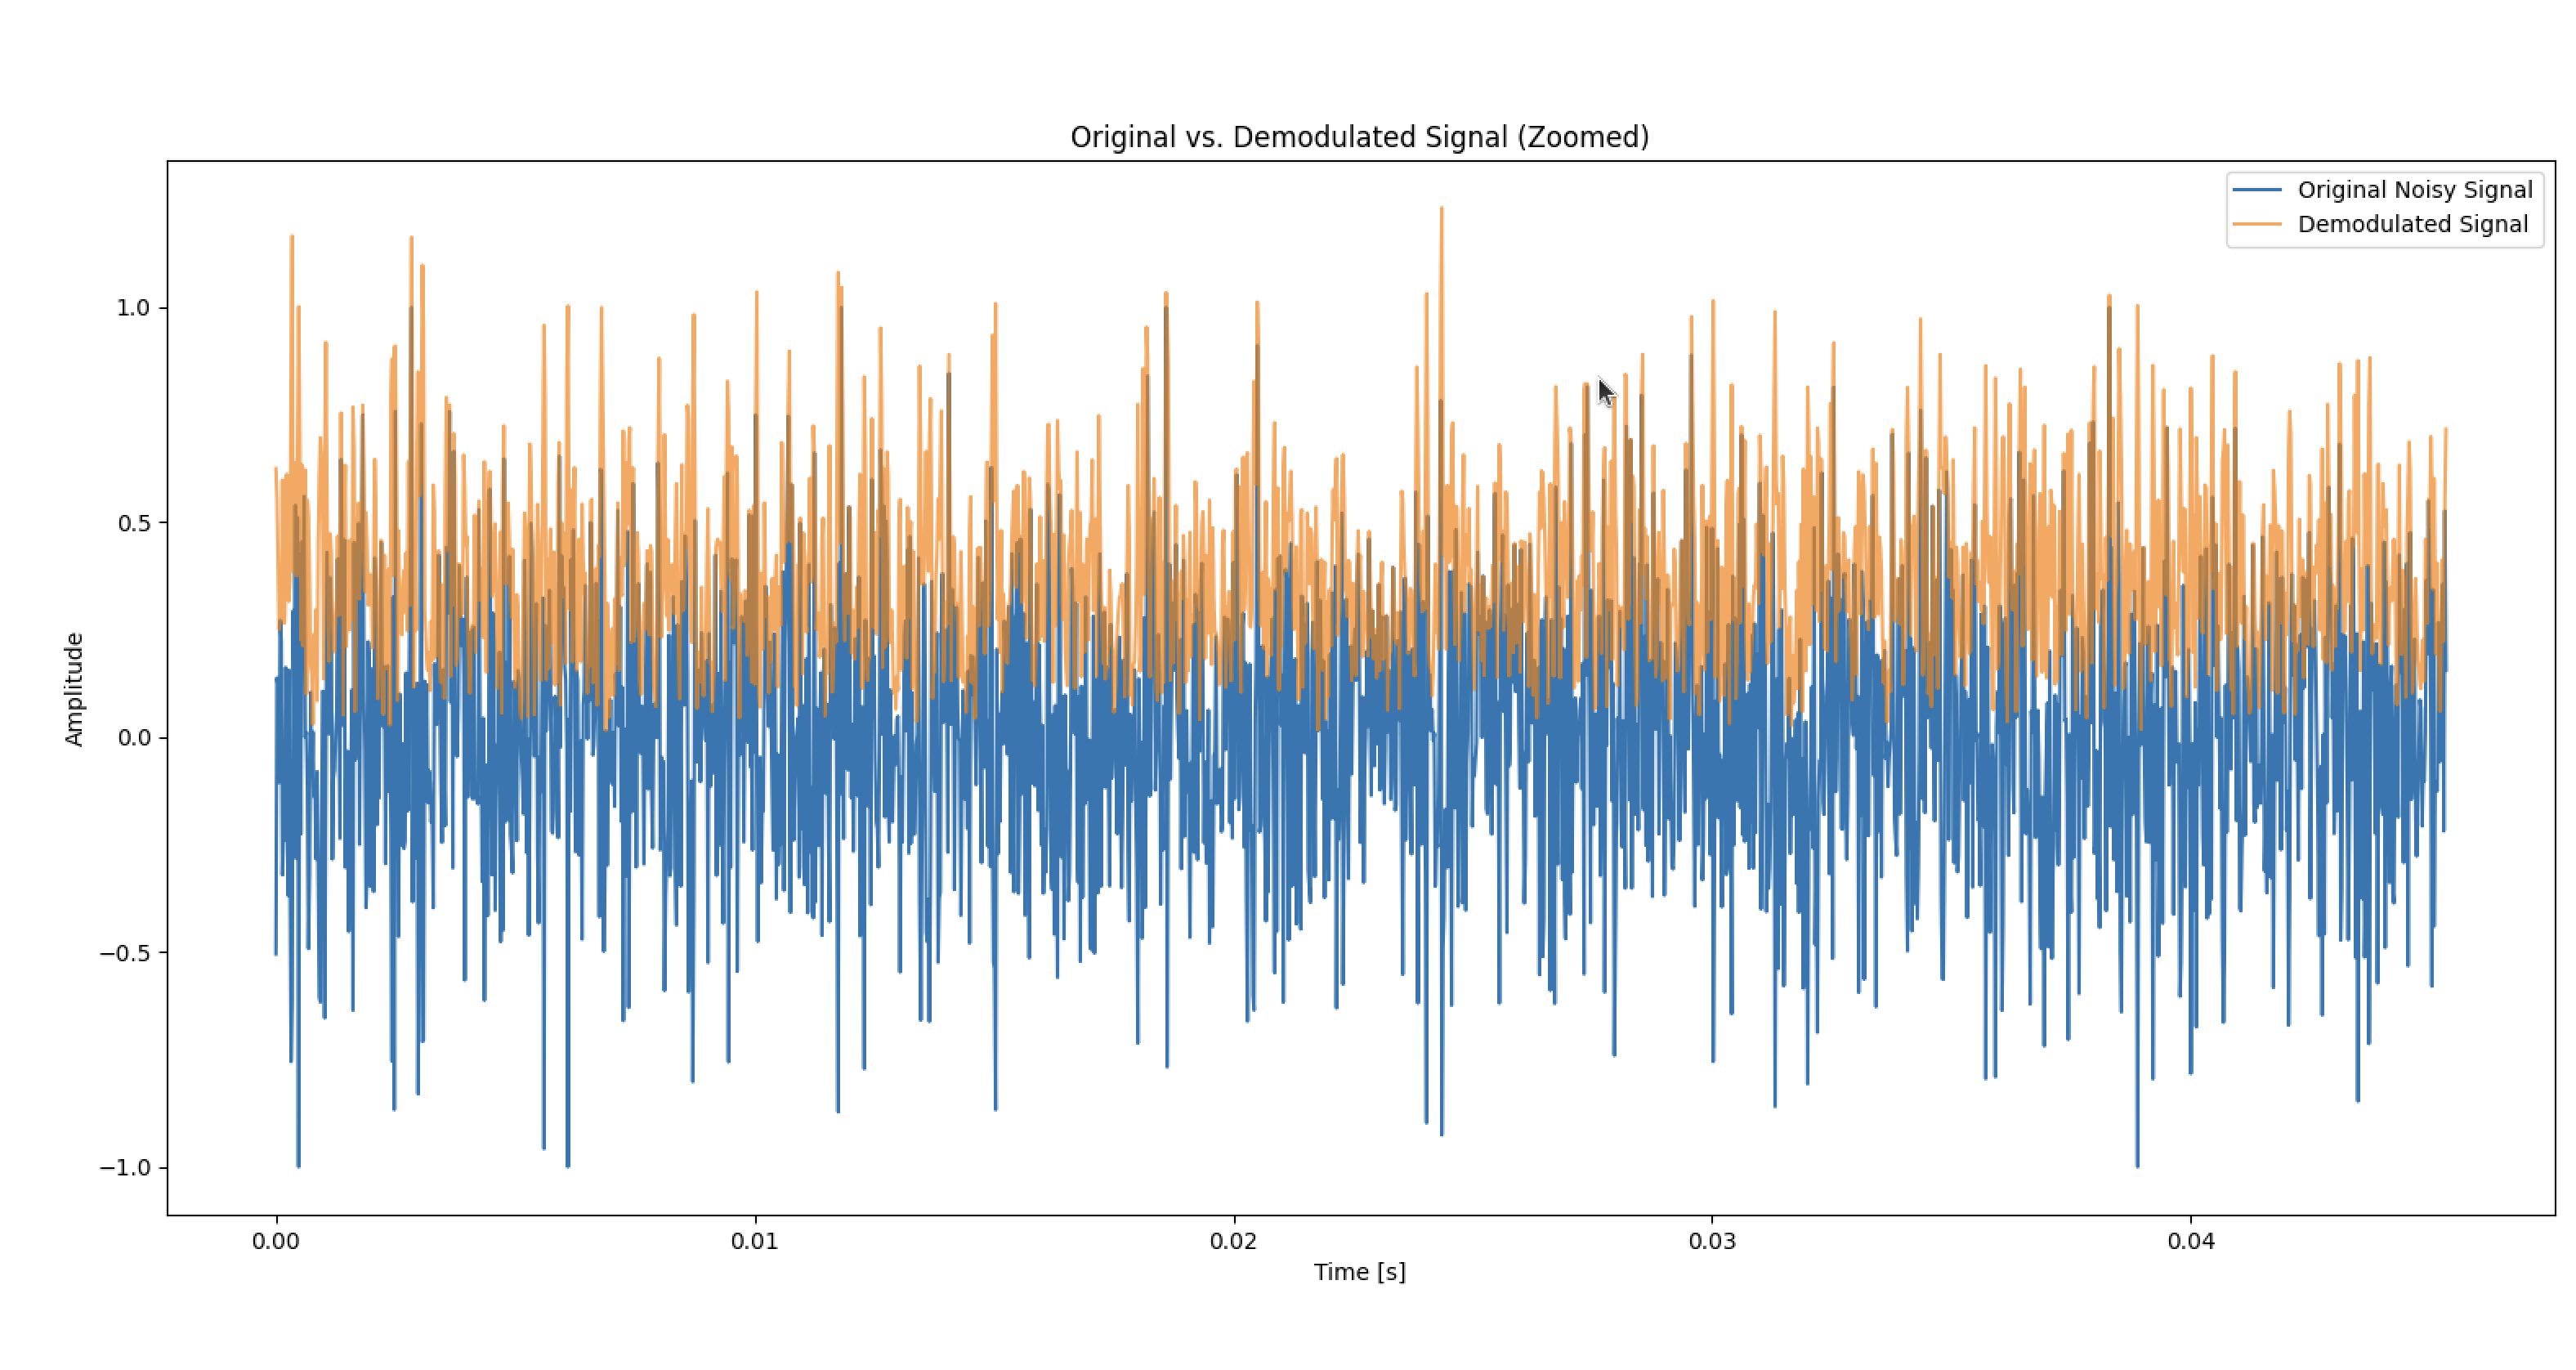 Original vs. Demodulated Signal (Zoomed)
Original Noisy Signal
Demodulated Signal
1.0
0.5
0.0
−0.5
−1.0
Amplitude
0.00
0.01
0.02
0.03
0.04
Time [s]